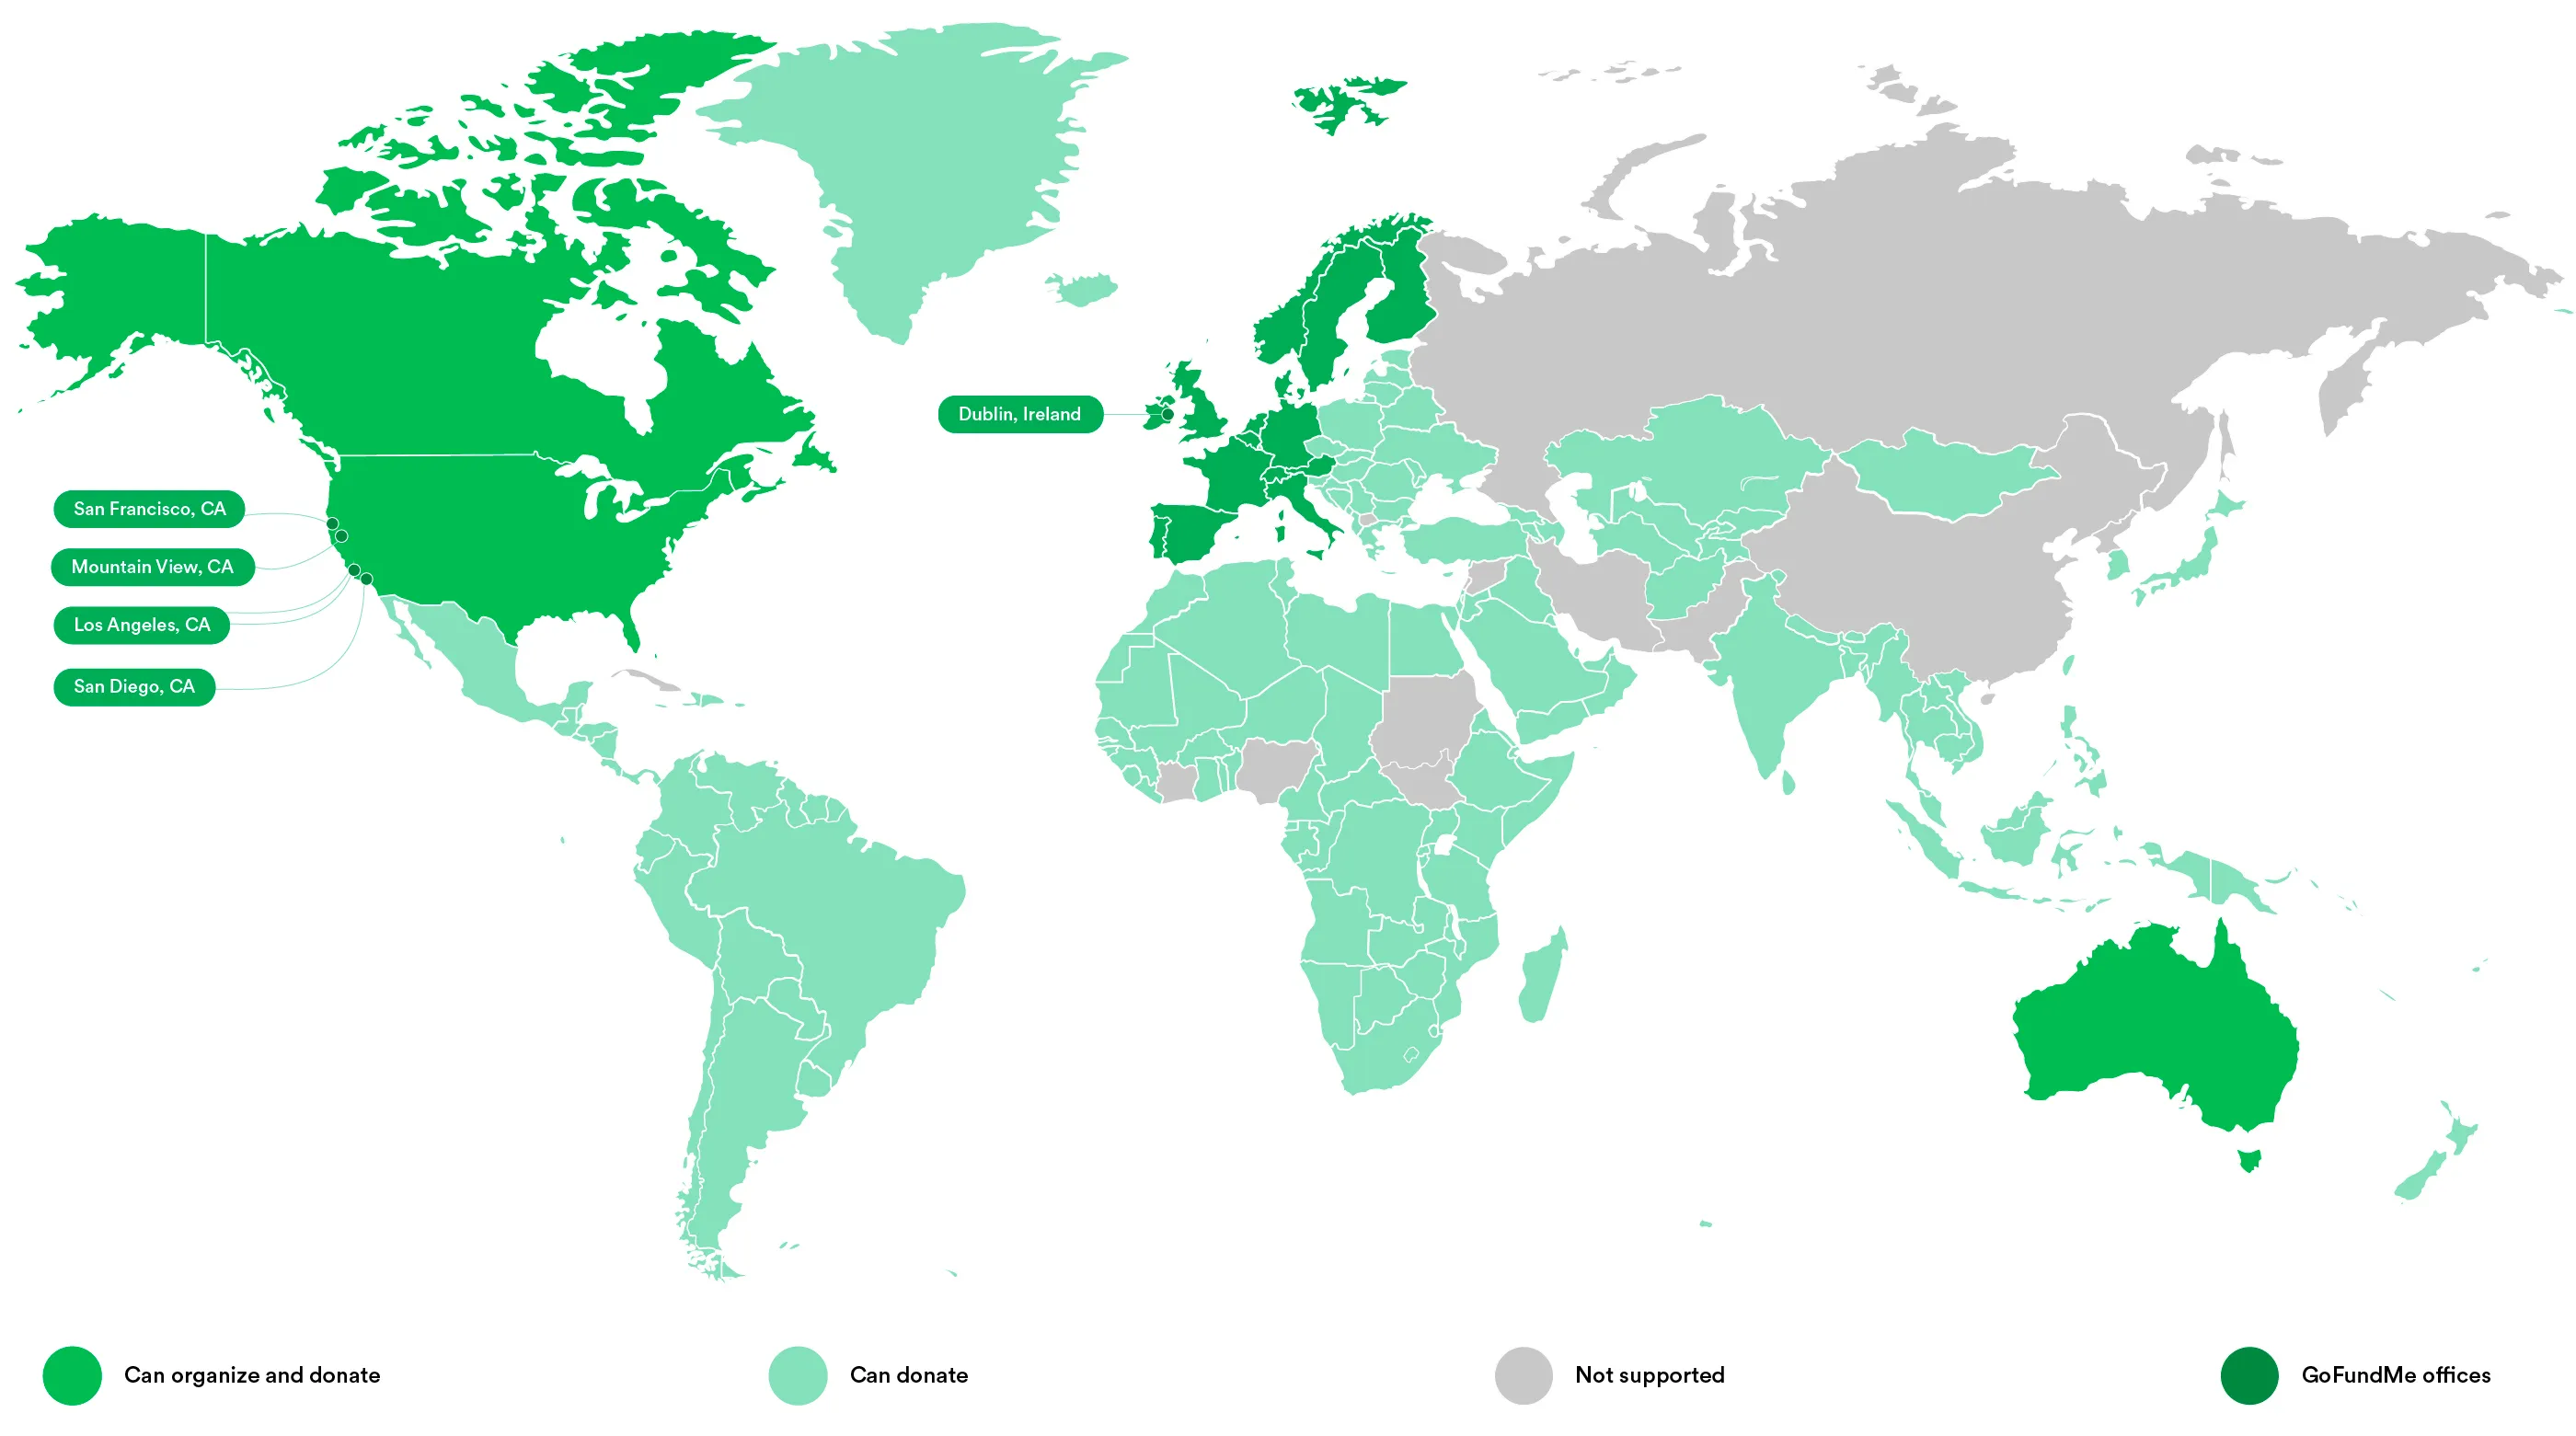 Dublin, Ireland
San Francisco, CA
Mountain View, CA
Los Angeles, CA
San Diego, CA
Can organize and donate
Can donate
Not supported
GoFundMe offices